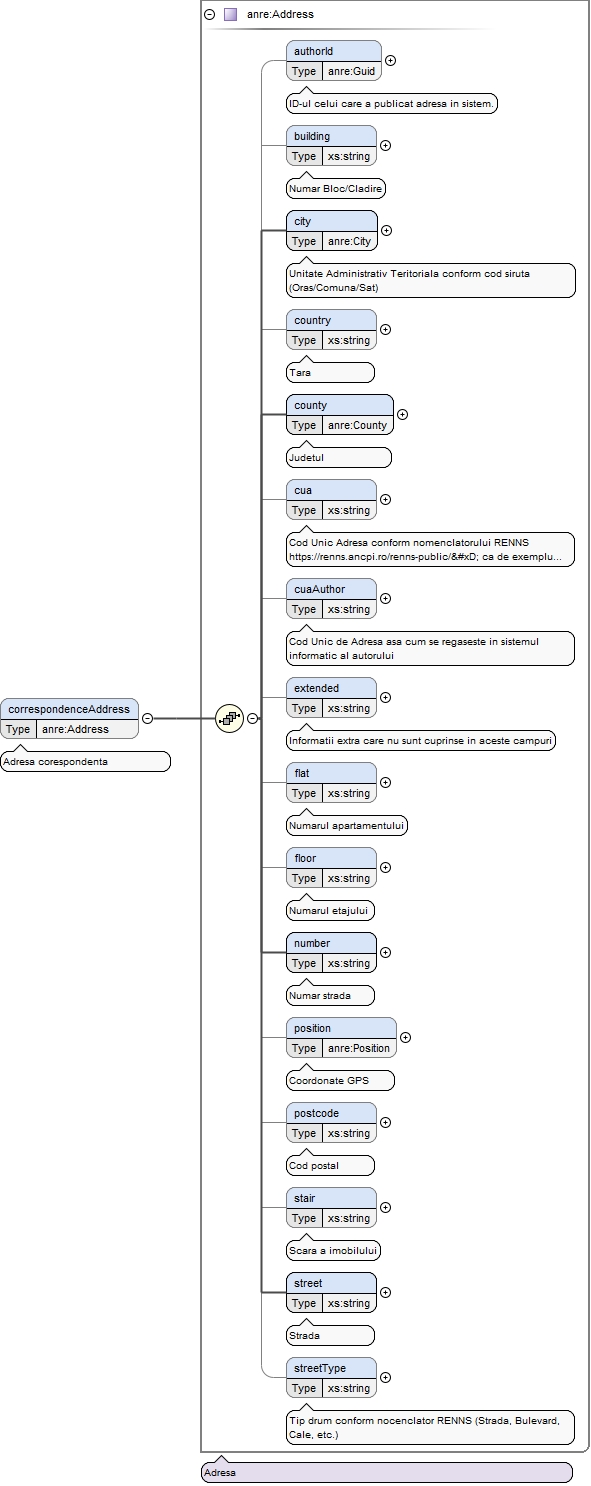 anre:Address
authorId
Type anre:Guid
ID-ul celui care a publicat adresa in sistem.
building
Type xs:string
Numar Bloc/Cladire
city
Type anre:City
Unitate Administrativ Teritoriala conform cod siruta
(Oras/Comuna/Sat)
country
Type xs:string
Tara
county
Type anre:County
Judetul
cua
Type xs:string
Cod Unic Adresa conform nomenclatorului RENNS
https://renns.ancpi.ro/renns-public/&#xD; ca de exemplu...
cuaAuthor
Type xs:string
Cod Unic de Adresa asa cum se regaseste in sistemul
informatic al autorului
extended
Type xs:string
Informatii extra care nu sunt cuprinse in aceste campuri
correspondenceAddress
Type anre:Address
Adresa corespondenta
flat
Type xs:string
Numarul apartamentului
floor
Type xs:string
Numarul etajului
number
Type xs:string
Numar strada
position
Type anre:Position
Coordonate GPS
postcode
Type xs:string
Cod postal
stair
Type xs:string
Scara a imobilului
street
Type xs:string
Strada
streetType
Type xs:string
Tip drum conform nocenclator RENNS (Strada, Bulevard,
Cale, etc.)
Adresa